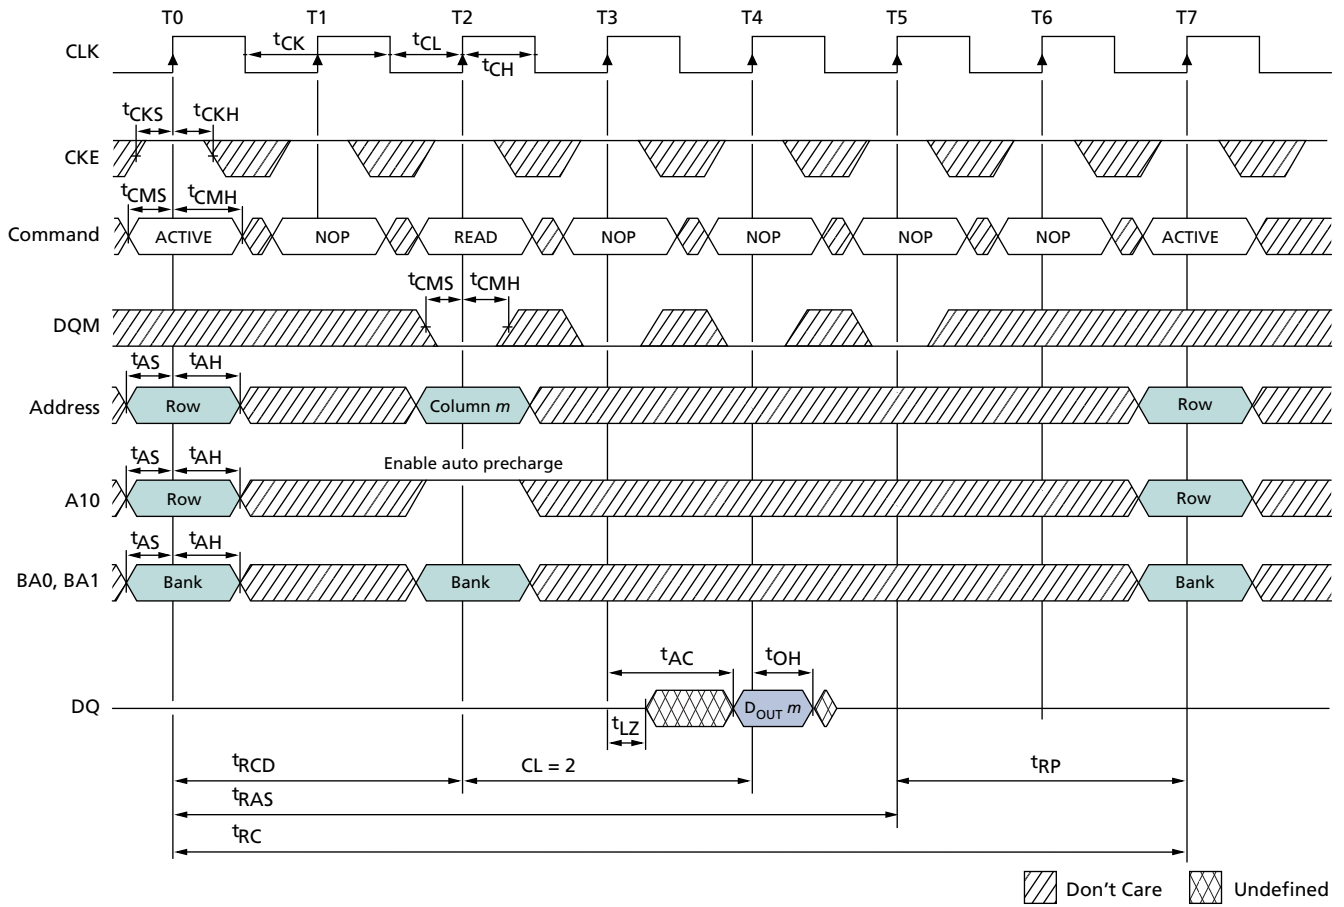 T0 T1 T2 T3 T4 T5 T6 T7
CLK
tCK
tCL
tCH
tCKS
tCKH
CKE
tCMS
tCMH
Command
ACTIVE
NOP
READ
NOP
NOP
NOP
NOP
ACTIVE
tCMS
tCMH
DQM
tAS
tAH
Address
Row
Column m
Row
tAS
tAH
Enable auto precharge
A10
Row
Row
tAS
tAH
BA0, BA1
Bank
Bank
Bank
tAC
tOH
DQ
DOUT m
tLZ
tRCD
CL = 2
tRP
tRAS
tRC
Don't Care
Undefined